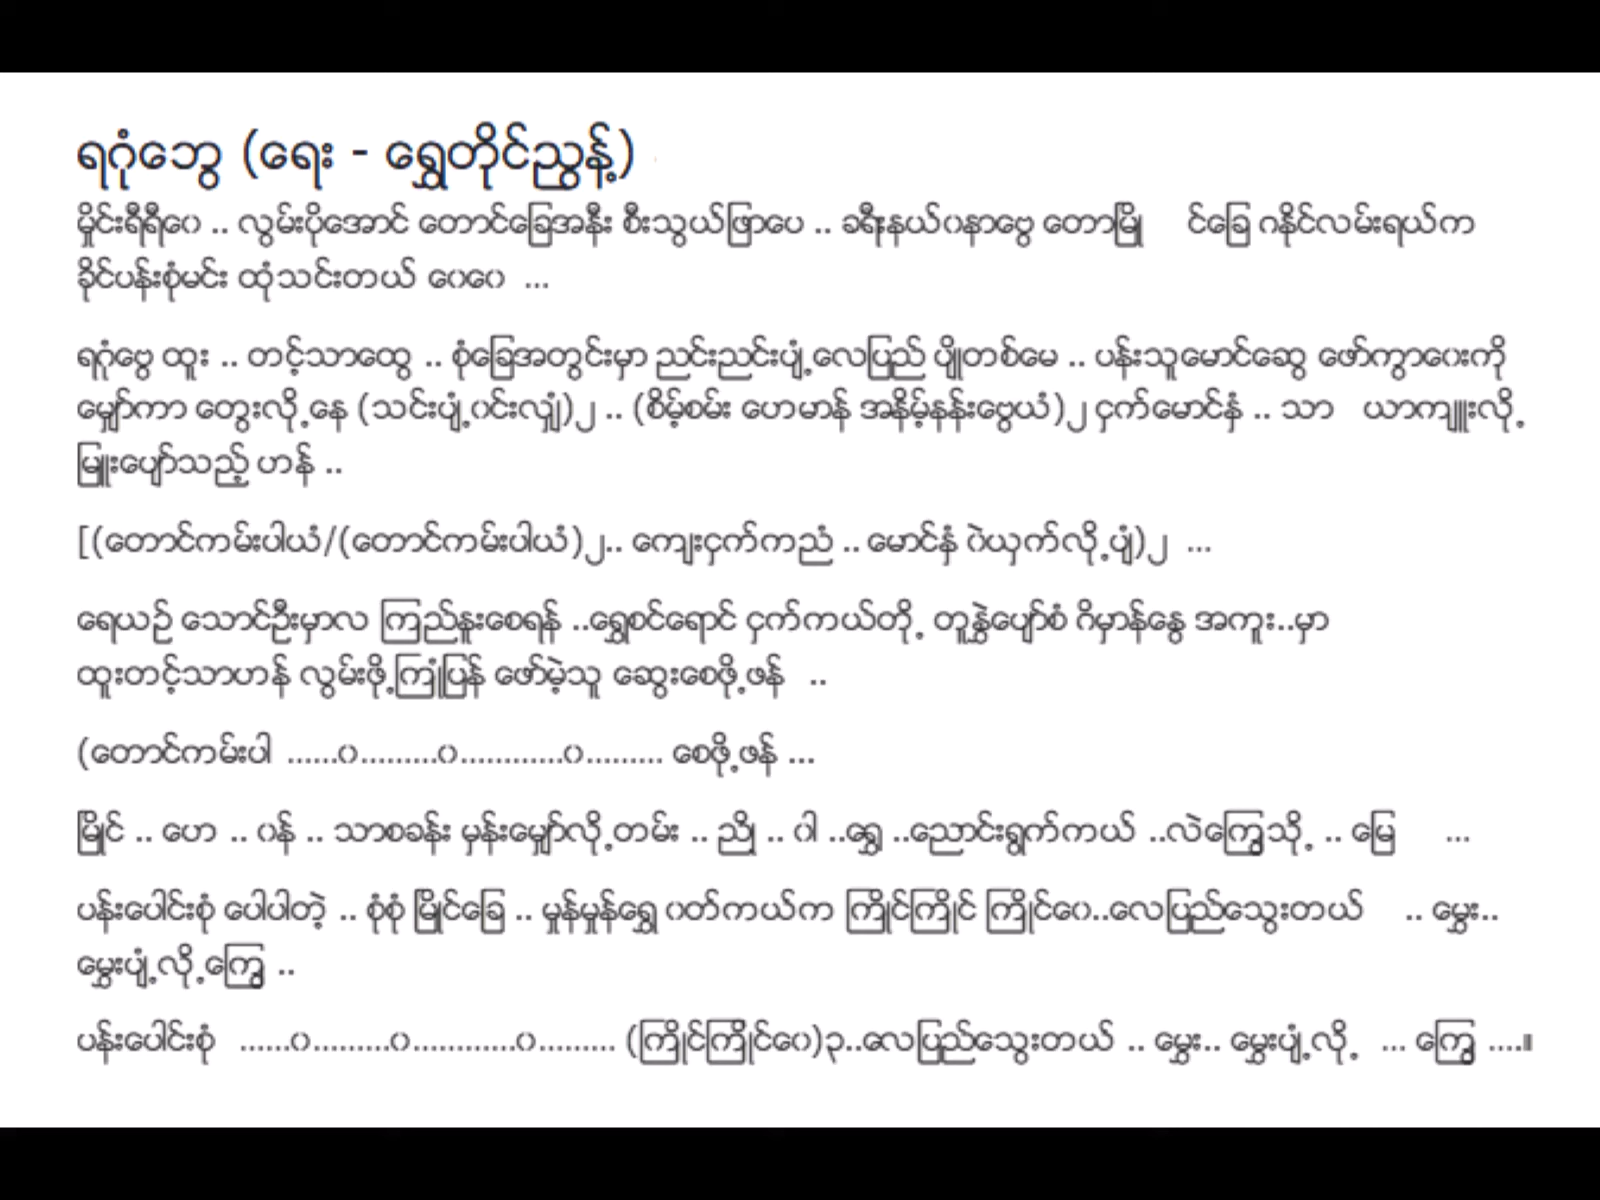 ရဂုံဘွေ (ရေး - ရွှေတိုင်ညွန့်)
မှိုင်းရီရီဝေ .. လွမ်းပိုအောင် တောင်ခြေအနီး စီးသွယ်ဖြာပေ .. ခရီးနယ်ဝနာဗွေ တောမြို င်ခြေ ဂနိုင်လမ်းရယ်က
ခိုင်ပန်းစုံမင်း ထုံသင်းတယ် ဝေဝေ ...
ရဂုံဗွေ ထူး .. တင့်သာထွေ .. စုံခြေအတွင်းမှာ ညင်းညင်းပျံ့လေပြည် ပျိုတစ်မေ .. ပန်းသူမောင်ဆွေ ဖော်ကွာဝေးကို
မျှော်ကာ တွေးလို့နေ (သင်းပျံ့ဝင်းလျှံ)၂ .. (စိမ့်စမ်း ဟေမာန် အနိမ့်နန်းဗွေယံ)၂ ငှက်မောင်နှံ .. သာ ယာကျူးလို့
မြူးပျော်သည့် ဟန် ..
[(တောင်ကမ်းပါယံ/(တောင်ကမ်းပါယံ)၂.. ကျေးငှက်ကညံ .. မောင်နှံ ဂဲယှက်လို့ပျံ)၂ ...
ရေယဉ် သောင်ဦးမှာလ ကြည်နူးစေရန် ..ရွှေစင်ရောင် ငှက်ကယ်တို့ တူနွဲပျော်စံ ဂိမှာန်နွေ အကူး..မှာ
ထူးတင့်သာဟန် လွမ်းဖို့ကြုံပြန် ဖော်မဲ့သူ ဆွေးစေဖို့ဖန် ..
(တောင်ကမ်းပါ ......ဝ.........ဝ............ဝ......... စေဖို့ဖန် ...
မြိုင် .. ဟေ .. ဝန် .. သာစခန်း မှန်းမျှော်လို့တမ်း .. ညို .. ဝါ ..ရွှေ ..ညောင်းရွက်ကယ် ..လဲကြွေသို့ .. မြေ ...
ပန်းပေါင်းစုံ ပေါပါတဲ့ .. စုံစုံ မြိုင်ခြေ .. မှုန်မှုန်ရွှေ ဝတ်ကယ်က ကြိုင်ကြိုင် ကြိုင်ဝေ..လေပြည်သွေးတယ် .. မွှေး..
မွှေးပျံ့လို့ကြွေ ..
ပန်းပေါင်းစုံ ......ဝ.........ဝ............ဝ......... (ကြိုင်ကြိုင်ဝေ)၃..လေပြည်သွေးတယ် .. မွှေး.. မွှေးပျံ့လို့ ... ကြွေ ....။